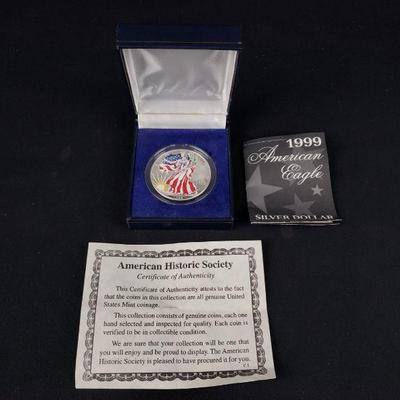 1999
American
Eagle
SILVER DOLLAR
American Historic Society
Certificate of Authenticity
This Certificate of Authenticity attests to the fact
that the coins in this collection are all genuine United
States Mint coinage.
This collection consists of genuine coins, each one
hand selected and inspected for quality. Each coin is
verified to be in collectible condition.
We are sure that your collection will be one that
you will enjoy and be proud to display. The American
Historic Society is pleased to have procured it for you.